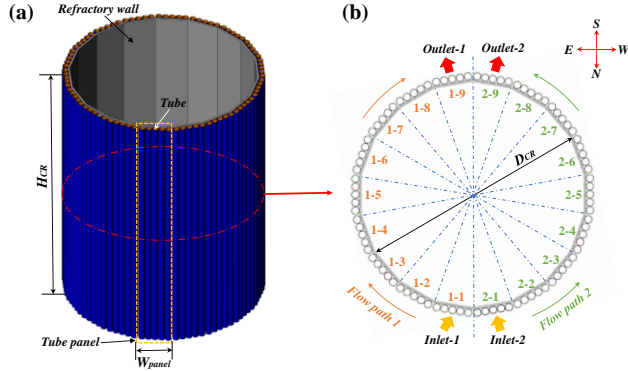 (a)
Refractory wall
Tube
H_CR
Tube panel
W_panel
(b)
Outlet-1
Outlet-2
S
E
W
N
1-9
2-9
1-8
2-8
1-7
2-7
1-6
2-6
1-5
2-5
1-4
2-4
1-3
2-3
1-2
2-2
1-1
2-1
D_CR
Flow path 1
Flow path 2
Inlet-1
Inlet-2